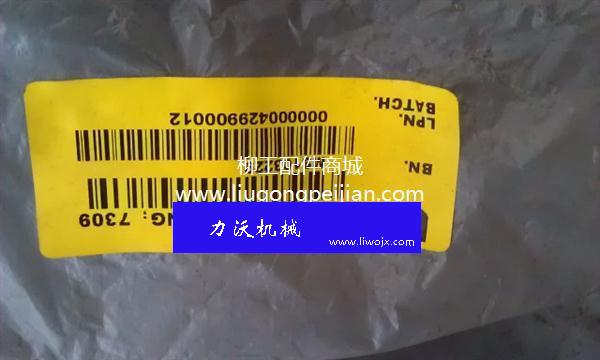 LPN.
BATCH.
000000429900012
BN.
柳工配件商城
www.liugongpeijian.com
NG: 7309
力沃机械
www.liwojx.com